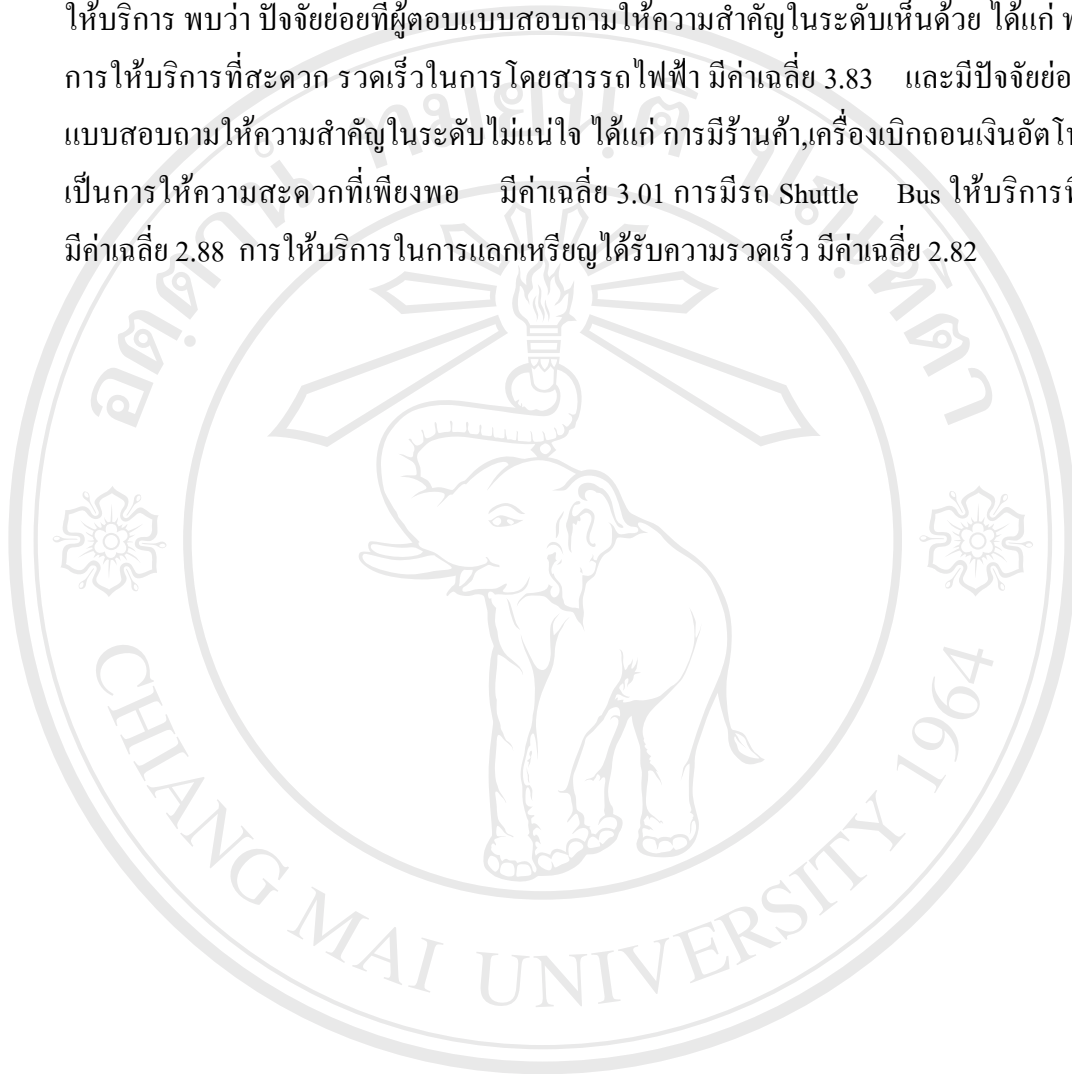 ให้บริการ พบว่า ปัจจัยย่อยที่ผู้ตอบแบบสอบถามให้ความสำคัญในระดับเห็นด้วย ได้แก่
การให้บริการที่สะดวก รวดเร็วในการโดยสารรถไฟฟ้า มีค่าเฉลี่ย 3.83 และมีปัจจัย
แบบสอบถามให้ความสำคัญในระดับไม่แน่ใจ ได้แก่ การมีร้านค้า,เครื่องเบิกถอนเงิน
เป็นการให้ความสะดวกที่เพียงพอ มีค่าเฉลี่ย 3.01 การมีรถ Shuttle Bus ให้บริการ
มีค่าเฉลี่ย 2.88 การให้บริการในการแลกเหรียญได้รับความรวดเร็ว มีค่าเฉลี่ย 2.82
อตฺตานํ ทมยนฺติ ปณฺฑิตา
CHIANG MAI UNIVERSITY 1964